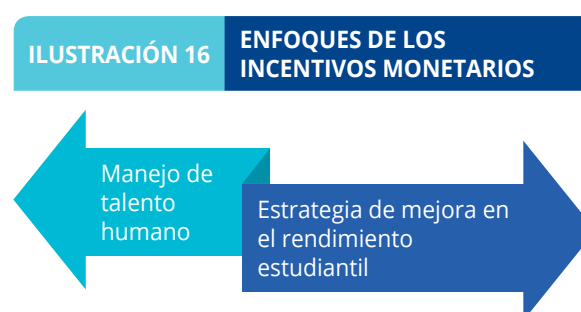 ILUSTRACIÓN 16
ENFOQUES DE LOS
INCENTIVOS MONETARIOS
Manejo de
talento
humano
Estrategia de mejora en
el rendimiento
estudiantil